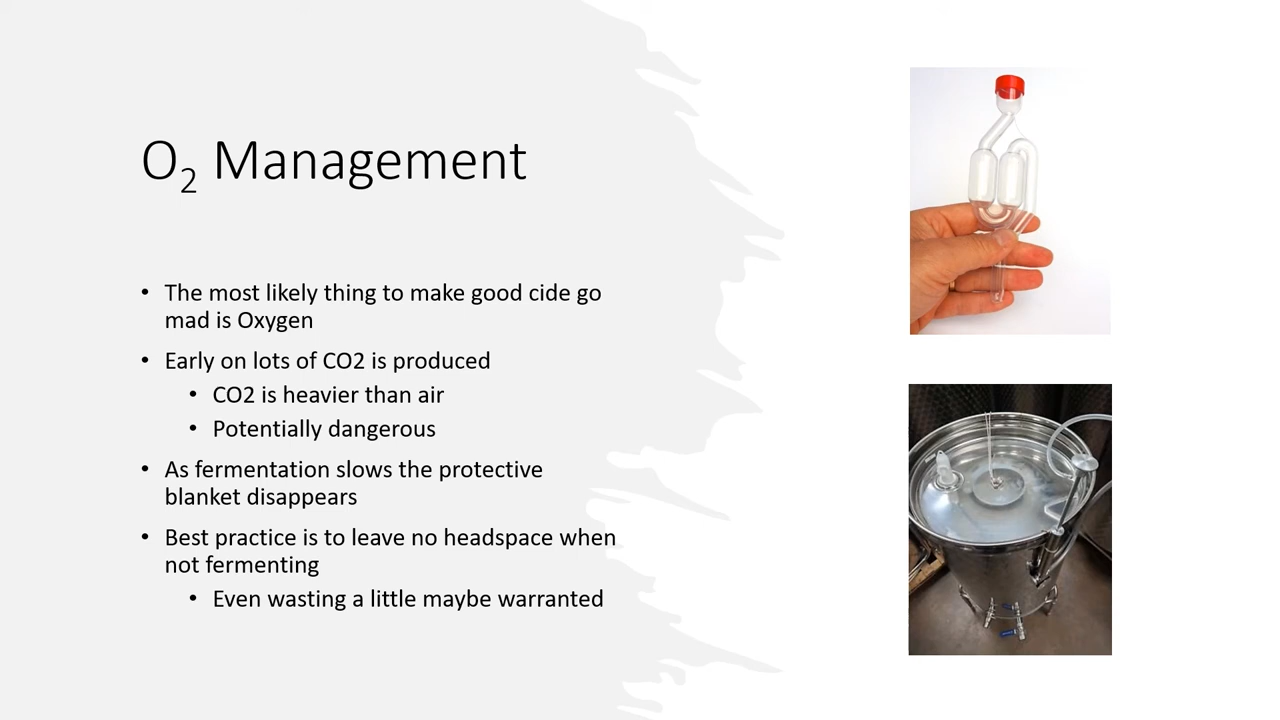 O₂ Management
• The most likely thing to make good cide go
mad is Oxygen
• Early on lots of CO2 is produced
• CO2 is heavier than air
• Potentially dangerous
• As fermentation slows the protective
blanket disappears
• Best practice is to leave no headspace when
not fermenting
• Even wasting a little maybe warranted